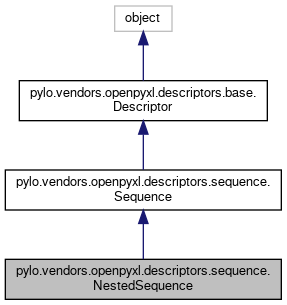 object
pylo.vendors.openpyxl.descriptors.base.
Descriptor
pylo.vendors.openpyxl.descriptors.sequence.
Sequence
pylo.vendors.openpyxl.descriptors.sequence.
NestedSequence